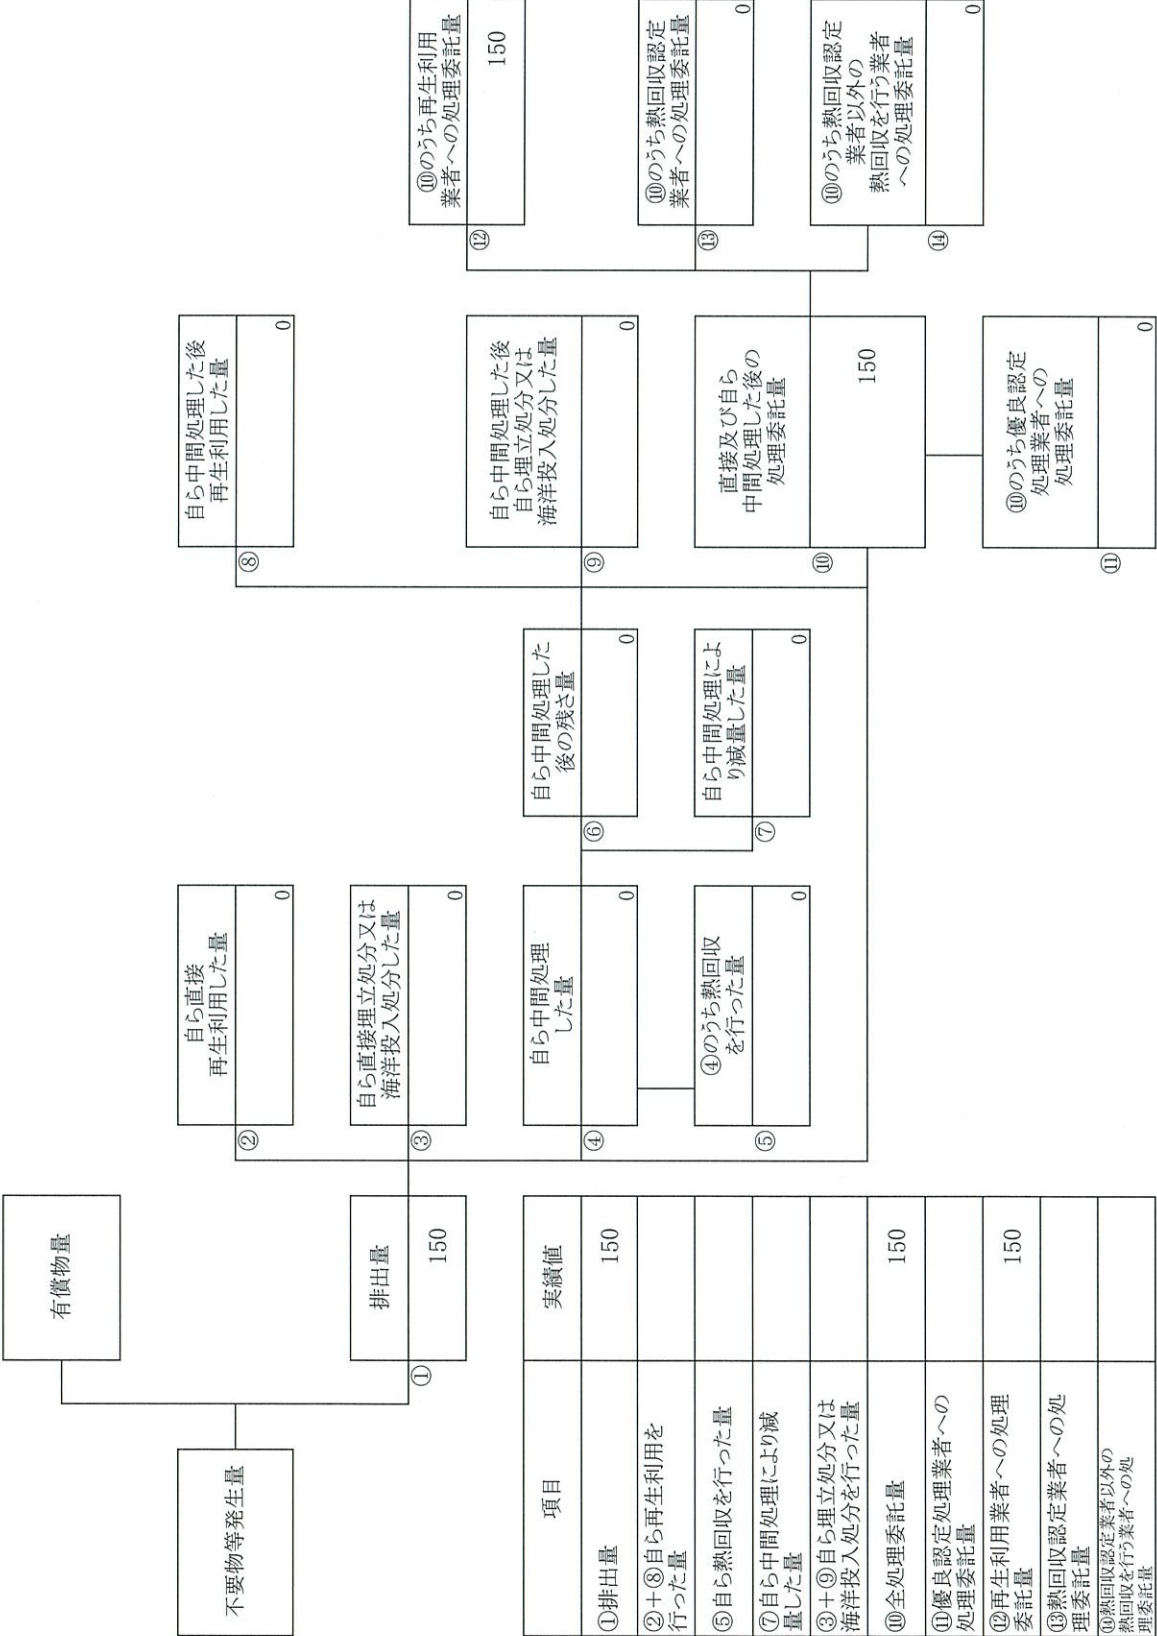 有償物量
不要物等発生量
排出量
①
150
自ら直接
再生利用した量
②
0
自ら直接埋立処分又は
海洋投入処分した量
③
0
自ら中間処理
した量
④
0
④のうち熱回収
を行った量
⑤
0
自ら中間処理した
後の残さ量
⑥
0
自ら中間処理によ
り減量した量
⑦
0
自ら中間処理した後
再生利用した量
⑧
0
自ら中間処理した後
自ら埋立処分又は
海洋投入処分した量
⑨
0
直接及び自ら
中間処理した後の
処理委託量
⑩
150
⑩のうち優良認定
処理業者への
処理委託量
⑪
0
⑩のうち再生利用
業者への処理委託量
⑫
150
⑩のうち熱回収認定
業者への処理委託量
⑬
0
⑩のうち熱回収認定
業者以外の
熱回収を行う業者
への処理委託量
⑭
0
項目 実績値
①排出量 150
②+⑧自ら再生利用を
行った量
⑤自ら熱回収を行った量
⑦自ら中間処理により減
量した量
③+⑨自ら埋立処分又は
海洋投入処分を行った量
⑩全処理委託量 150
⑪優良認定処理業者への
処理委託量
⑫再生利用業者への処理
委託量 150
⑬熱回収認定業者への処
理委託量
⑭熱回収認定業者以外の
熱回収を行う業者への処
理委託量